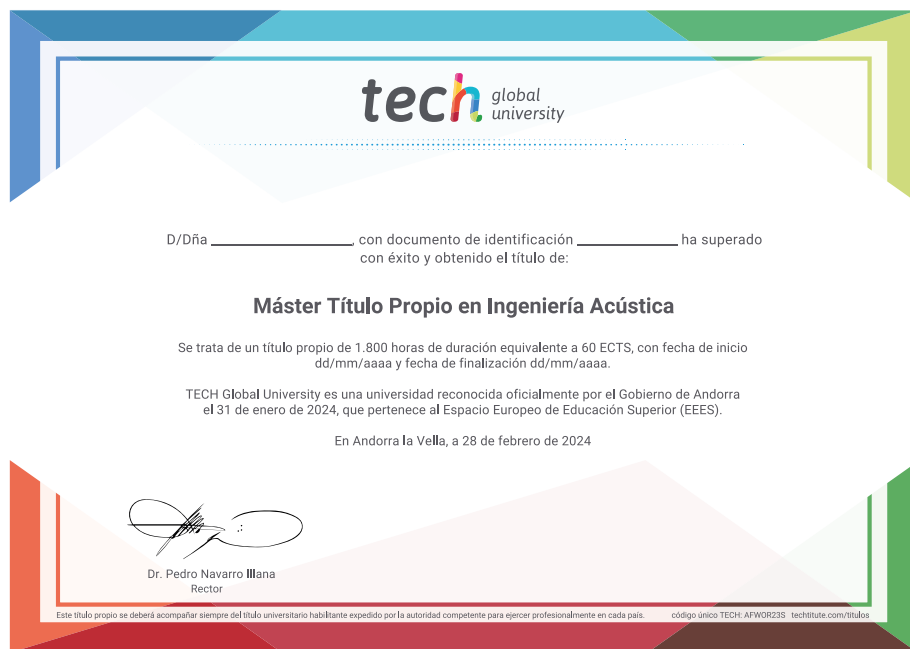 tech global university
D/Dña ______________, con documento de identificación __________ ha superado
con éxito y obtenido el título de:
Máster Título Propio en Ingeniería Acústica
Se trata de un título propio de 1.800 horas de duración equivalente a 60 ECTS, con fecha de inicio
dd/mm/aaaa y fecha de finalización dd/mm/aaaa.
TECH Global University es una universidad reconocida oficialmente por el Gobierno de Andorra
el 31 de enero de 2024, que pertenece al Espacio Europeo de Educación Superior (EEES).
En Andorra la Vella, a 28 de febrero de 2024
Dr. Pedro Navarro Illana
Rector
Este título propio se deberá acompañar siempre del título universitario habilitante expedido por la autoridad competente para ejercer profesionalmente en cada país. código único TECH: AFWOR23S techtitute.com/titulos